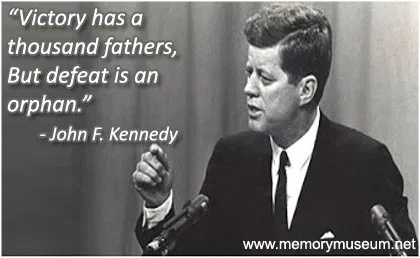 “Victory has a
thousand fathers,
But defeat is an
orphan.”
- John F. Kennedy
www.memorymuseum.net